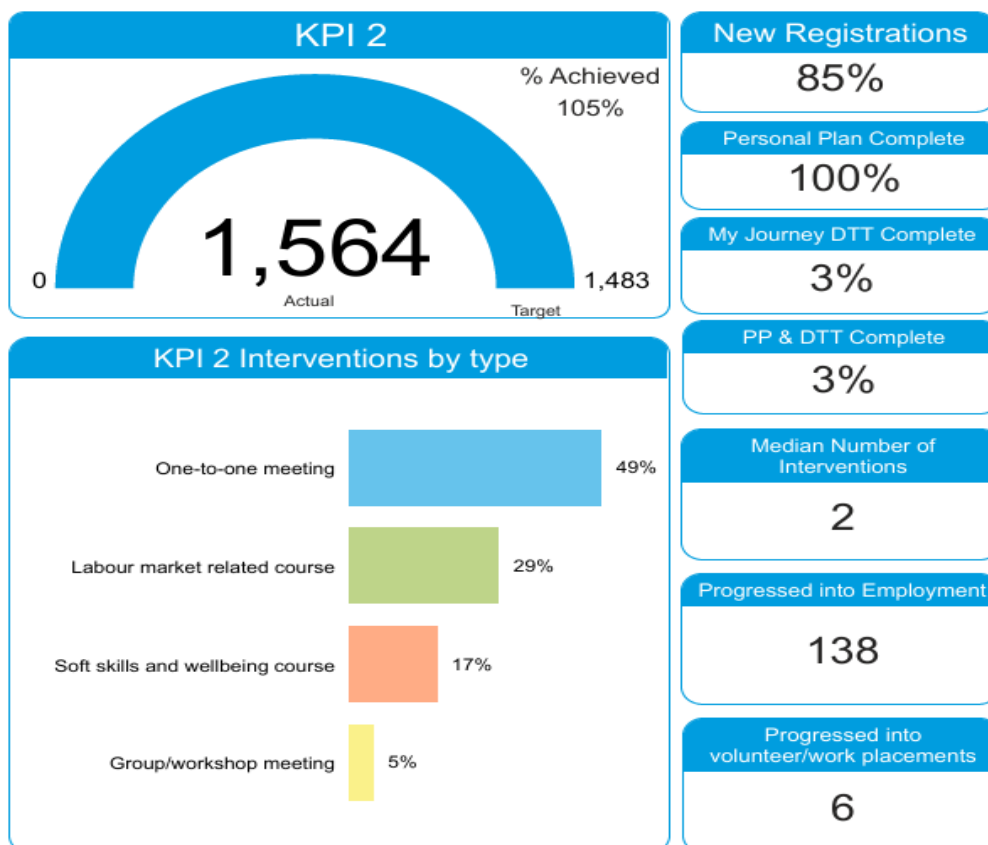 KPI 2
% Achieved
105%
1,564
0
1,483
Actual
Target
KPI 2 Interventions by type
One-to-one meeting
49%
Labour market related course
29%
Soft skills and wellbeing course
17%
Group/workshop meeting
5%
New Registrations
85%
Personal Plan Complete
100%
My Journey DTT Complete
3%
PP & DTT Complete
3%
Median Number of
Interventions
2
Progressed into Employment
138
Progressed into
volunteer/work placements
6